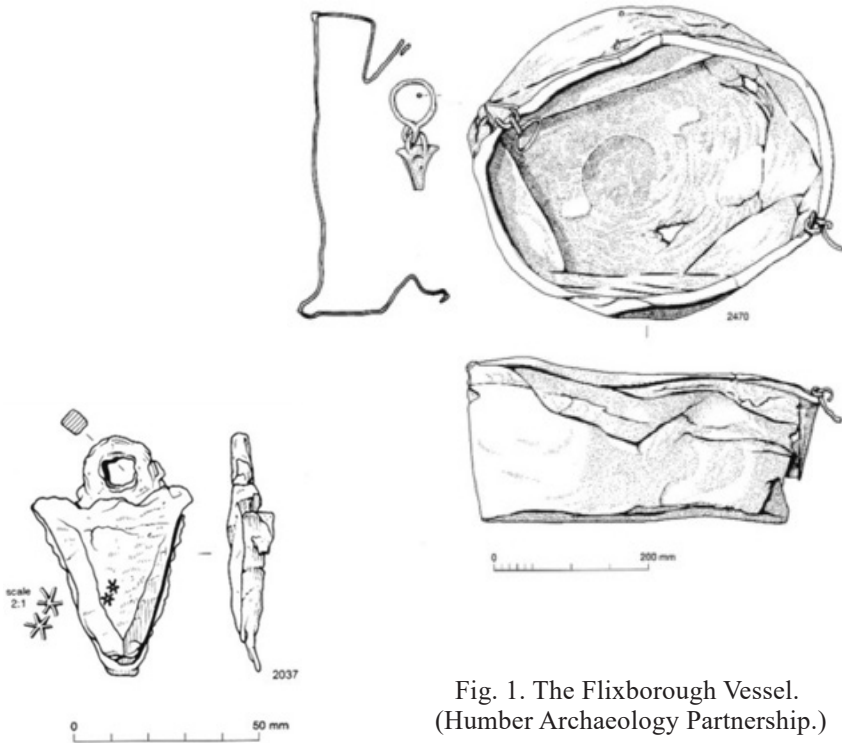 2470
0 200 mm
scale
2:1
2037
0 50 mm
Fig. 1. The Flixborough Vessel.
(Humber Archaeology Partnership.)